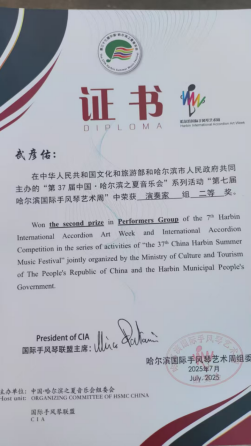 证书
DIPLOMA
武彦佑:
在中华人民共和国文化和旅游部和哈尔滨市人民政府共同
主办的“第37届中国·哈尔滨之夏音乐会”系列活动“第七届
哈尔滨国际手风琴艺术周”中荣获 演奏家 组 二等 奖。
Won the second prize in Performers Group of the 7th Harbin
International Accordion Art Week and International Accordion
Competition in the series of activities of "the 37th China Harbin Summer
Music Festival" jointly organized by the Ministry of Culture and Tourism
of The People's Republic of China and the Harbin Municipal People's
Government.
President of CIA
国际手风琴联盟主席:
哈尔滨国际手风琴艺术周组委
2025年7月
July. 2025
主办单位: 中国·哈尔滨之夏音乐会组委会
Host units: ORGANIZING COMMITTEE OF HSMC CHINA
国际手风琴联盟
CIA